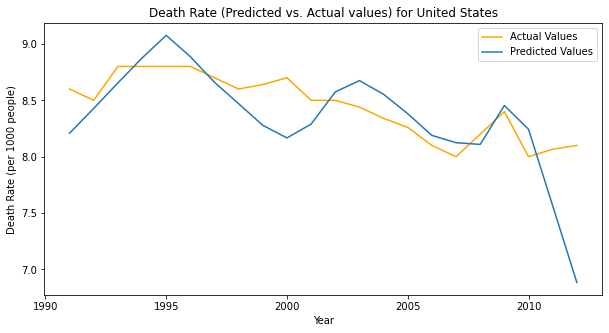 Death Rate (Predicted vs. Actual values) for United States
Actual Values
Predicted Values
Death Rate (per 1000 people)
9.0
8.5
8.0
7.5
7.0
1990
1995
2000
2005
2010
Year